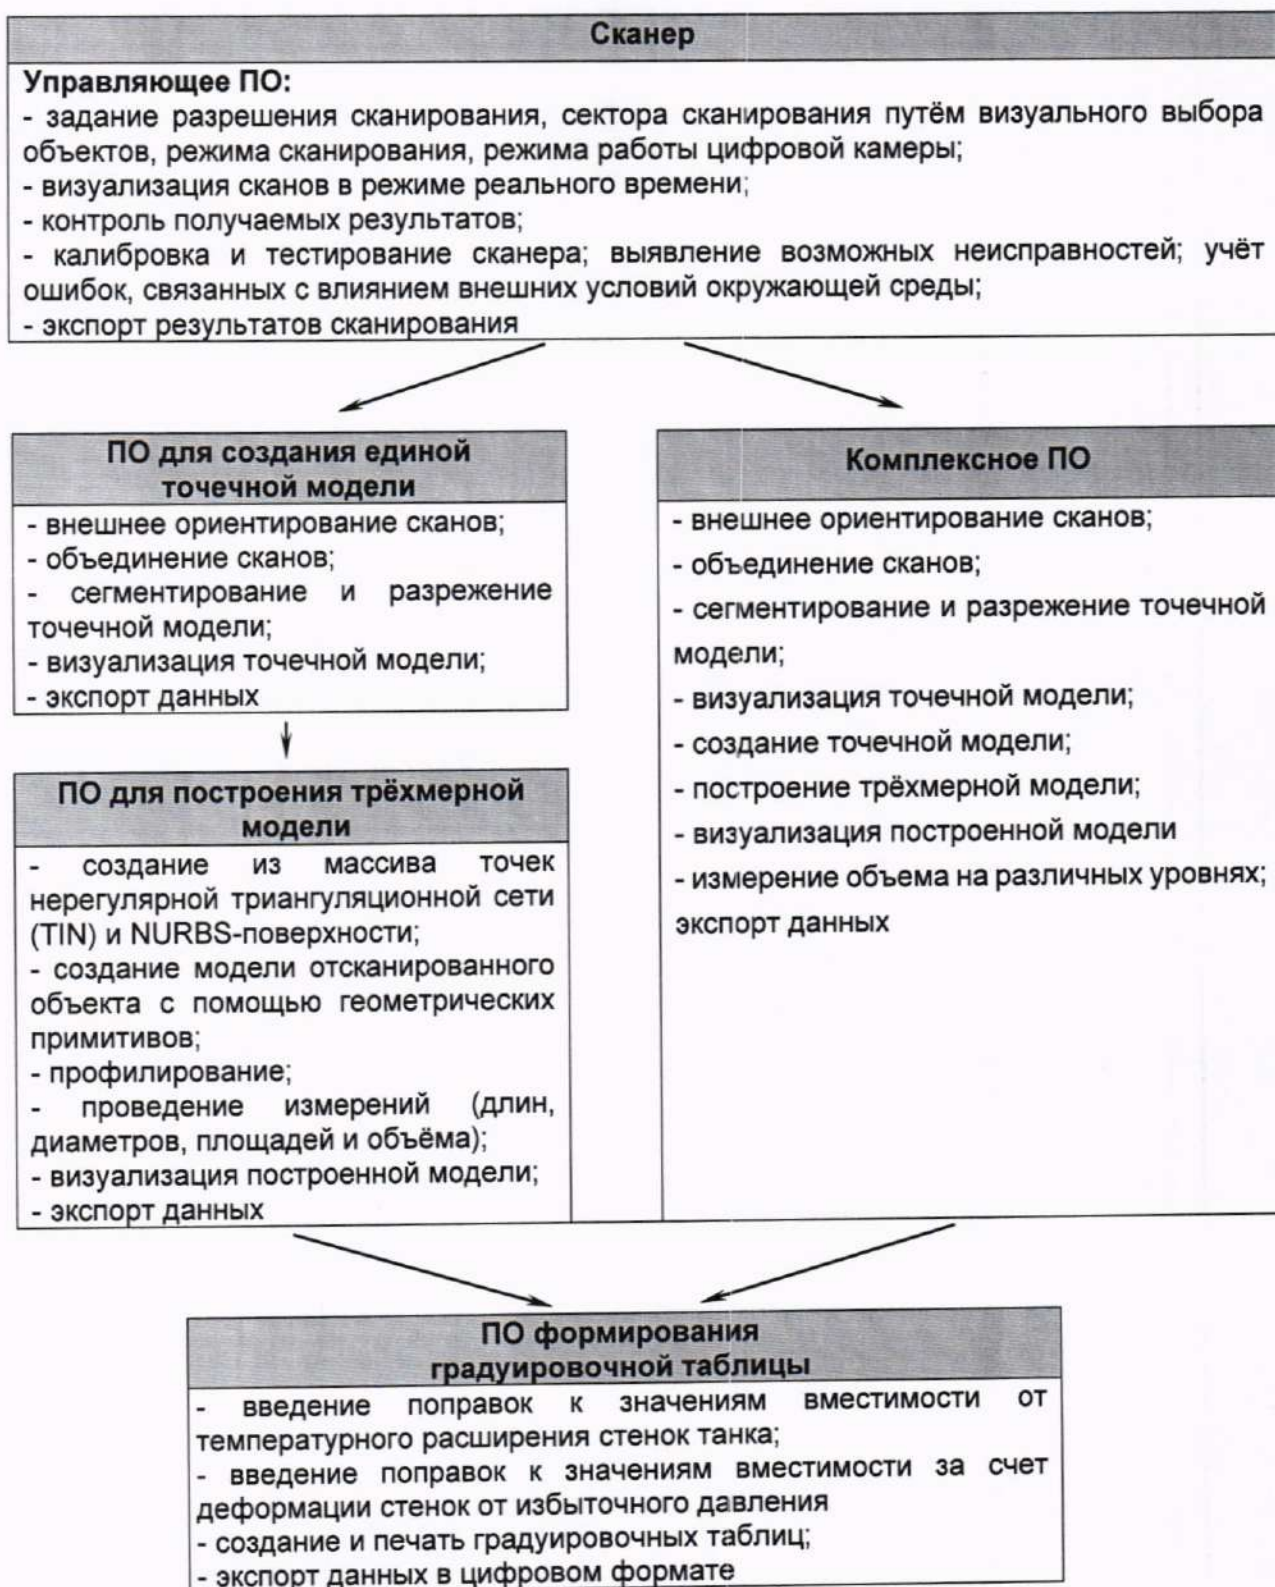 Сканер
Управляющее ПО:
- задание разрешения сканирования, сектора сканирования путём визуального выбора
объектов, режима сканирования, режима работы цифровой камеры;
- визуализация сканов в режиме реального времени;
- контроль получаемых результатов;
- калибровка и тестирование сканера; выявление возможных неисправностей; учёт
ошибок, связанных с влиянием внешних условий окружающей среды;
- экспорт результатов сканирования
ПО для создания единой
точечной модели
- внешнее ориентирование сканов;
- объединение сканов;
- сегментирование и разрежение
точечной модели;
- визуализация точечной модели;
- экспорт данных
ПО для построения трёхмерной
модели
- создание из массива точек
нерегулярной триангуляционной сети
(TIN) и NURBS-поверхности;
- создание модели отсканированного
объекта с помощью геометрических
примитивов;
- профилирование;
- проведение измерений (длин,
диаметров, площадей и объёма);
- визуализация построенной модели;
- экспорт данных
Комплексное ПО
- внешнее ориентирование сканов;
- объединение сканов;
- сегментирование и разрежение точечной
модели;
- визуализация точечной модели;
- создание точечной модели;
- построение трёхмерной модели;
- визуализация построенной модели
- измерение объема на различных уровнях;
экспорт данных
ПО формирования
градуировочной таблицы
- введение поправок к значениям вместимости от
температурного расширения стенок танка;
- введение поправок к значениям вместимости за счет
деформации стенок от избыточного давления
- создание и печать градуировочных таблиц;
- экспорт данных в цифровом формате